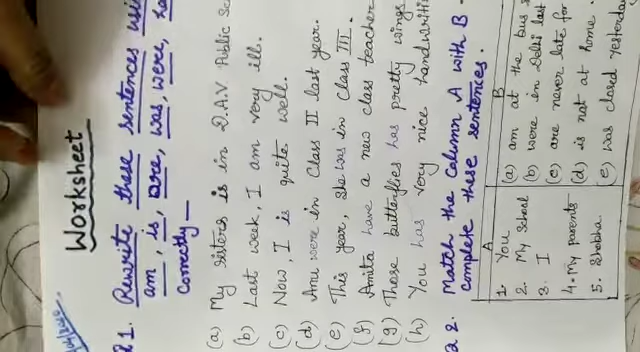 Worksheet
Q1. Rewrite these sentences using
am, is, are, was, were,
correctly —
(a) My sisters is in D.A.V Public
(b) Last week, I am very ill.
(c) Now, I is quite well.
(d) Anu were in Class II last year.
(e) This year, she was in Class III.
(f) Amita have a new class teacher
(g) Those butterflies has pretty wings
(h) You has very nice handwriti
Q2. Match the Column A with B -
complete these sentences.
A B
1. You (a) am at the bus
2. My School (b) were in Delhi last
3. I (c) are never late for
4. My parents (d) is not at home.
5. Shobha. (e) was closed yesterda